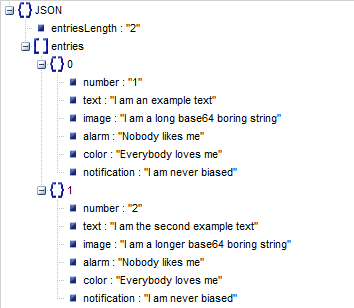 JSON
entriesLength : "2"
entries
0
number : "1"
text : "I am an example text"
image : "I am a long base64 boring string"
alarm : "Nobody likes me"
color : "Everybody loves me"
notification : "I am never biased"
1
number : "2"
text : "I am the second example text"
image : "I am a longer base64 boring string"
alarm : "Nobody likes me"
color : "Everybody loves me"
notification : "I am never biased"